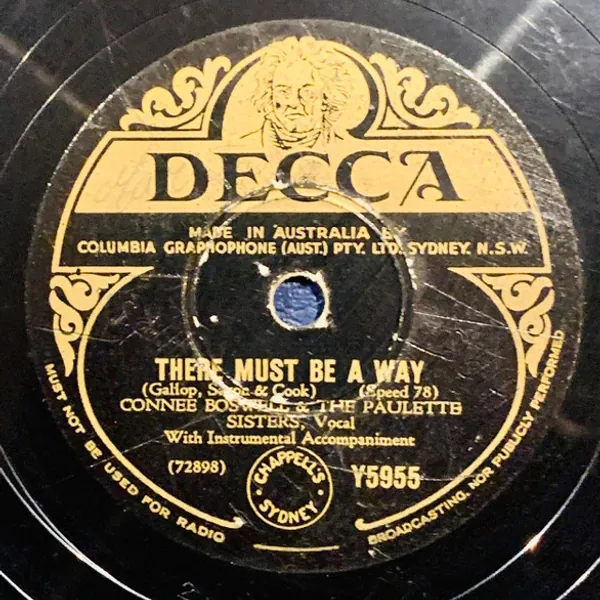 DECCA
MADE IN AUSTRALIA BY
COLUMBIA GRAPHOPHONE (AUST.) PTY. LTD. SYDNEY. N.S.W.
THERE MUST BE A WAY
(Gallop, Saxon & Cook) (Speed 78)
CONNEE BOSWELL & THE PAULETTE
SISTERS, Vocal
With Instrumental Accompaniment
(72898)
CHAPPELL'S
SYDNEY
Y5955
MUST NOT BE USED FOR RADIO
BROADCASTING, NOR PUBLICLY PERFORMED